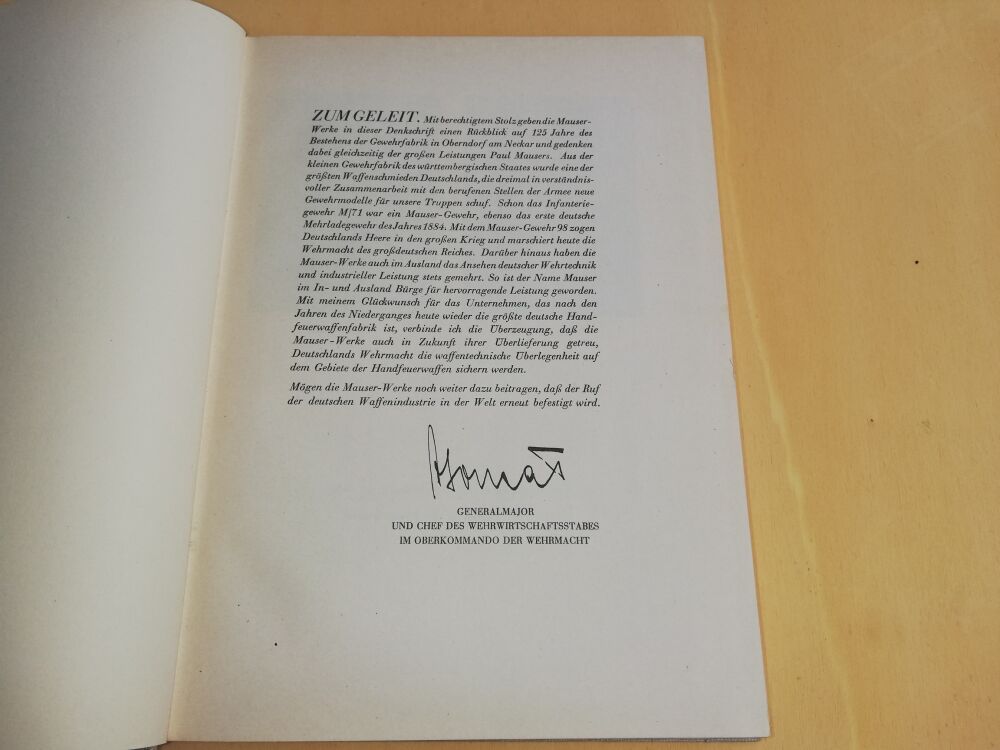 ZUM GELEIT. Mit berechtigtem Stolz geben die Mauser-
Werke in dieser Denkschrift einen Rückblick auf 125 Jahre des
Bestehens der Gewehrfabrik in Oberndorf am Neckar und gedenken
dabei gleichzeitig der großen Leistungen Paul Mausers. Aus der
kleinen Gewehrfabrik des württembergischen Staates wurde eine der
größten Waffenschmieden Deutschlands, die dreimal in verständnis-
voller Zusammenarbeit mit den berufenen Stellen der Armee neue
Gewehrmodelle für unsere Truppen schuf. Schon das Infanterie-
gewehr M/71 war ein Mauser-Gewehr, ebenso das erste deutsche
Mehrladegewehr des Jahres 1884. Mit dem Mauser-Gewehr 98 zogen
Deutschlands Heere in den großen Krieg und marschiert heute die
Wehrmacht des großdeutschen Reiches. Darüber hinaus haben die
Mauser-Werke auch im Ausland das Ansehen deutscher Wehrtechnik
und industrieller Leistung stets gemehrt. So ist der Name Mauser
im In- und Ausland Bürge für hervorragende Leistung geworden.
Mit meinem Glückwunsch für das Unternehmen, das nach den
Jahren des Niederganges heute wieder die größte deutsche Hand-
feuerwaffenfabrik ist, verbinde ich die Überzeugung, daß die
Mauser-Werke auch in Zukunft ihrer Überlieferung getreu,
Deutschlands Wehrmacht die waffentechnische Überlegenheit auf
dem Gebiete der Handfeuerwaffen sichern werden.
Mögen die Mauser-Werke noch weiter dazu beitragen, daß der Ruf
der deutschen Waffenindustrie in der Welt erneut befestigt wird.
GENERALMAJOR
UND CHEF DES WEHRWIRTSCHAFTSSTABES
IM OBERKOMMANDO DER WEHRMACHT